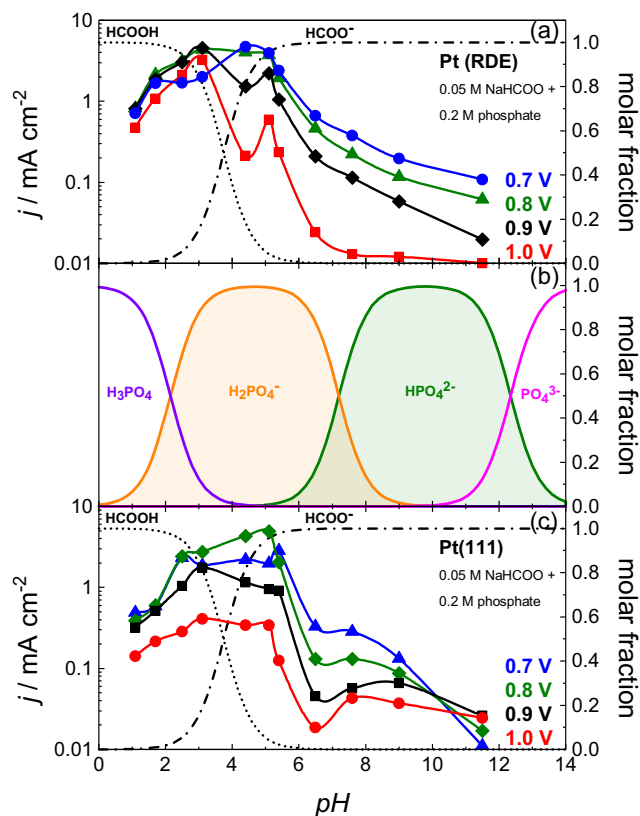 (a)
HCOOH HCOO⁻
Pt (RDE)
0.05 M NaHCOO +
0.2 M phosphate
0.7 V
0.8 V
0.9 V
1.0 V
10
1
0.1
0.01
j / mA cm⁻²
1.0
0.8
0.6
0.4
0.2
0.0
molar fraction
(b)
H₃PO₄ H₂PO₄⁻ HPO₄²⁻ PO₄³⁻
1.0
0.8
0.6
0.4
0.2
0.0
molar fraction
(c)
HCOOH HCOO⁻
Pt(111)
0.05 M NaHCOO +
0.2 M phosphate
0.7 V
0.8 V
0.9 V
1.0 V
10
1
0.1
0.01
j / mA cm⁻²
1.0
0.8
0.6
0.4
0.2
0.0
molar fraction
0 2 4 6 8 10 12 14
pH